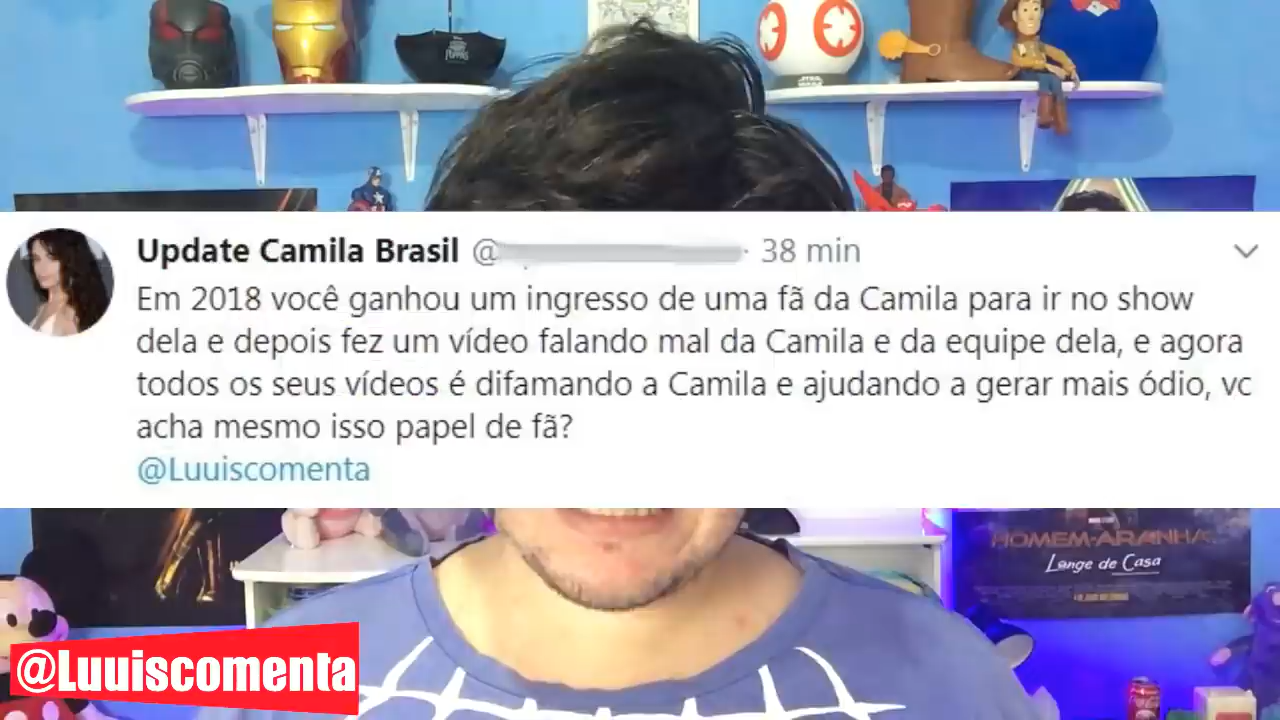 STAR WARS
Update Camila Brasil @ · 38 min
Em 2018 você ganhou um ingresso de uma fã da Camila para ir no show
dela e depois fez um vídeo falando mal da Camila e da equipe dela, e agora
todos os seus vídeos é difamando a Camila e ajudando a gerar mais ódio, vc
acha mesmo isso papel de fã?
@Luuiscomenta
HOMEM-ARANHA
Longe de Casa
@Luuiscomenta